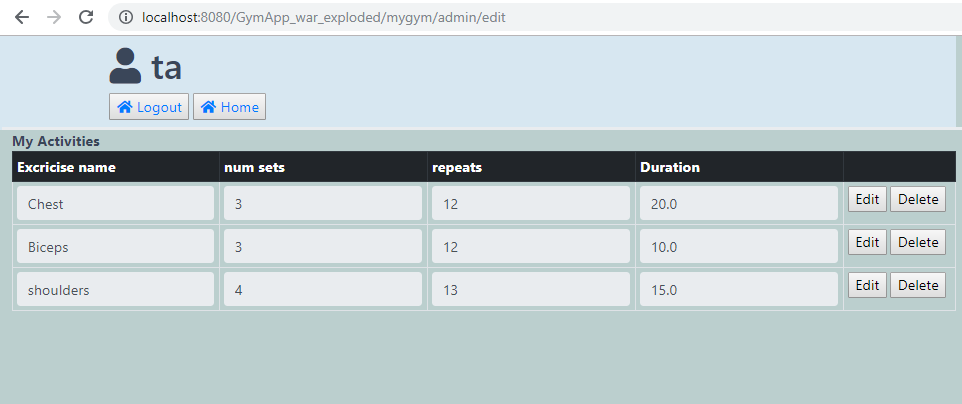 localhost:8080/GymApp_war_exploded/mygym/admin/edit
ta
Logout Home
My Activities
Excricise name num sets repeats Duration
Chest 3 12 20.0 Edit Delete
Biceps 3 12 10.0 Edit Delete
shoulders 4 13 15.0 Edit Delete